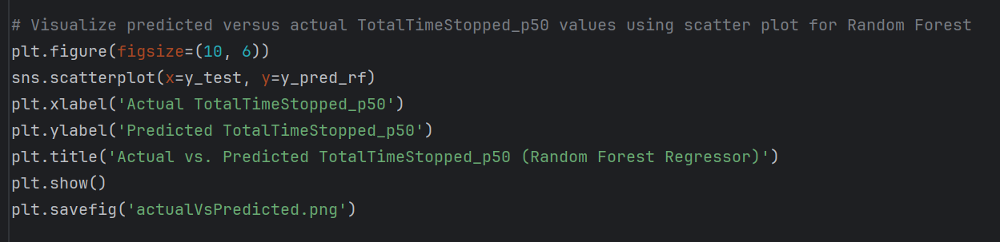 # Visualize predicted versus actual TotalTimeStopped_p50 values using scatter plot for Random Forest
plt.figure(figsize=(10, 6))
sns.scatterplot(x=y_test, y=y_pred_rf)
plt.xlabel('Actual TotalTimeStopped_p50')
plt.ylabel('Predicted TotalTimeStopped_p50')
plt.title('Actual vs. Predicted TotalTimeStopped_p50 (Random Forest Regressor)')
plt.show()
plt.savefig('actualVsPredicted.png')